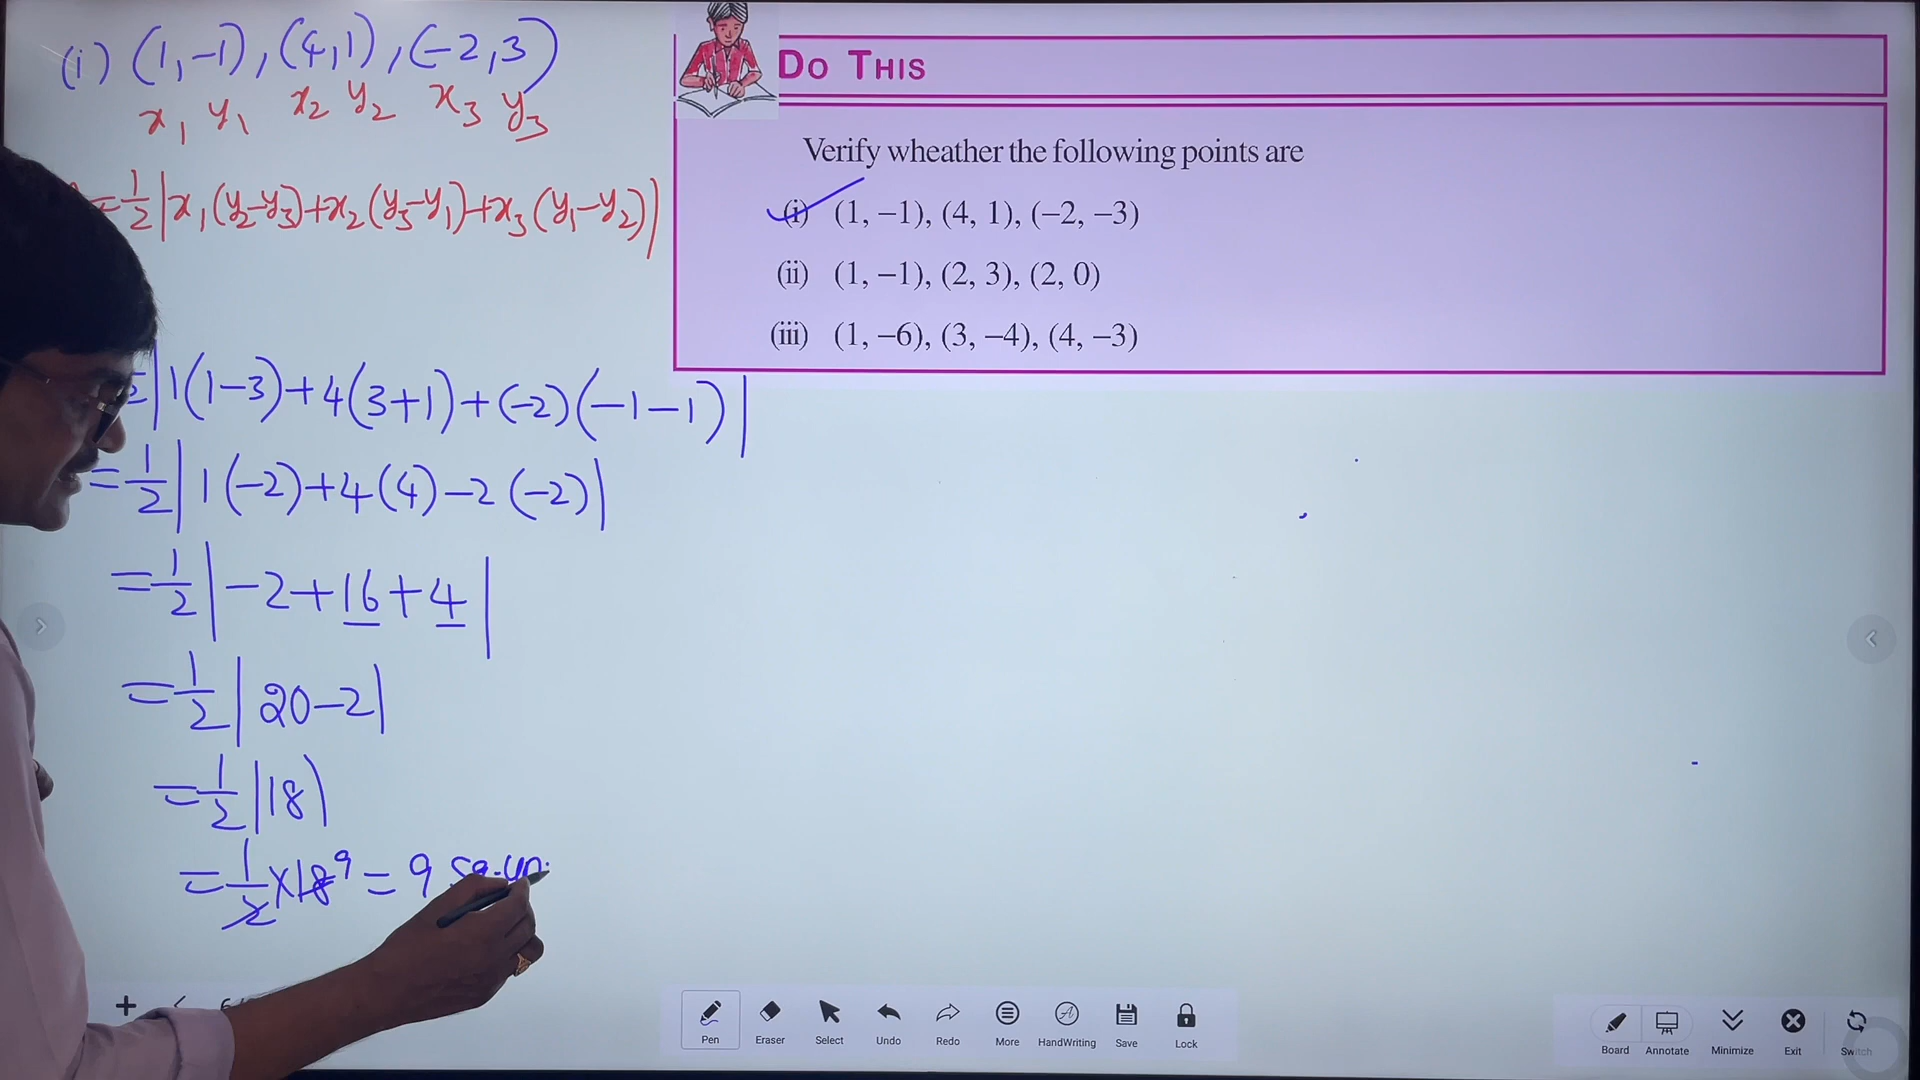 (i) (1,-1), (4,1), (-2,3)
x₁ y₁ x₂ y₂ x₃ y₃
=1/2|x₁(y₂-y₃)+x₂(y₃-y₁)+x₃(y₁-y₂)|
|1(1-3)+4(3+1)+(-2)(-1-1)|
=1/2|1(-2)+4(4)-2(-2)|
=1/2|-2+16+4|
=1/2|20-2|
=1/2|18|
=1/2×18 9 = 9 sq.un
DO THIS
Verify wheather the following points are
(i) (1, −1), (4, 1), (−2, −3)
(ii) (1, −1), (2, 3), (2, 0)
(iii) (1, −6), (3, −4), (4, −3)
Pen Eraser Select Undo Redo More HandWriting Save Lock
Board Annotate Minimize Exit Switch